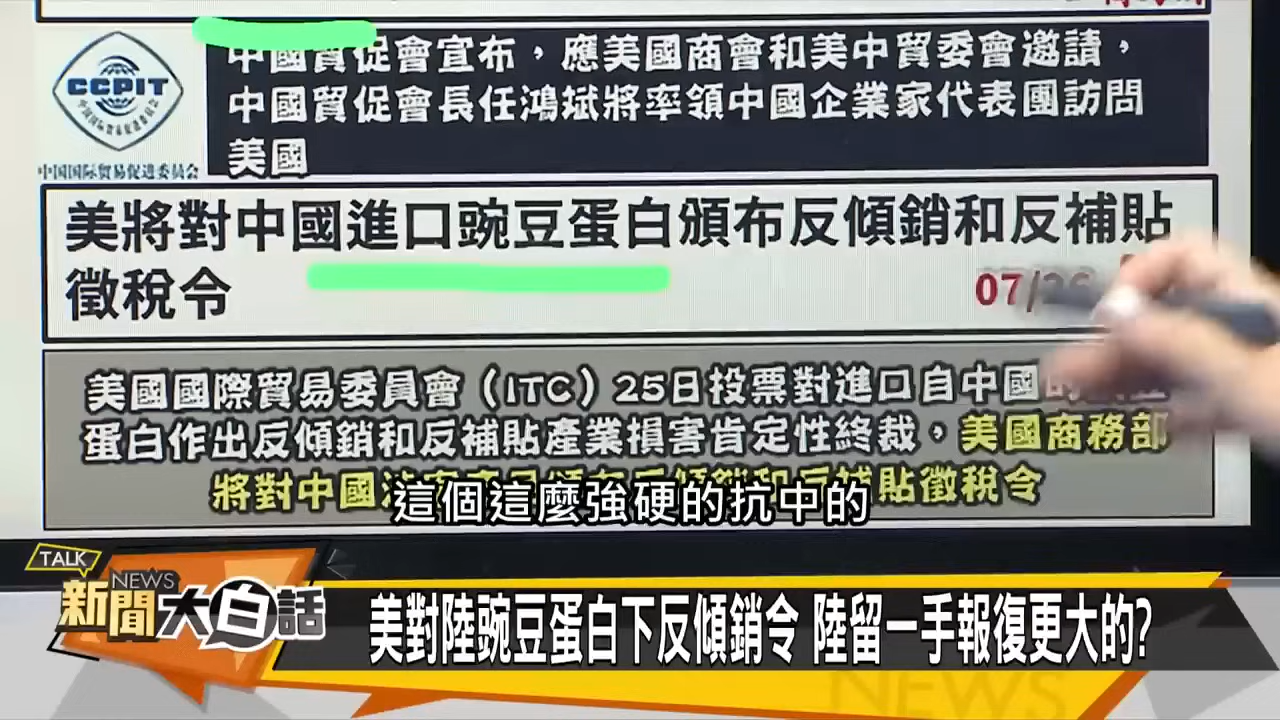 中國貿促會宣布，應美國商會和美中貿委會邀請，
中國貿促會長任鴻斌將率領中國企業家代表團訪問
美國
CCPIT
中国国际贸易促进委员会
美將對中國進口豌豆蛋白頒布反傾銷和反補貼
徵稅令
07/26
美國國際貿易委員會（ITC）25日投票對進口自中國的
蛋白作出反傾銷和反補貼產業損害肯定性終裁，美國商務部
將對中國 反傾銷和反補貼徵稅令
這個這麼強硬的抗中的
TALK
NEWS
新聞大白話
美對陸豌豆蛋白下反傾銷令 陸留一手報復更大的?
NEWS